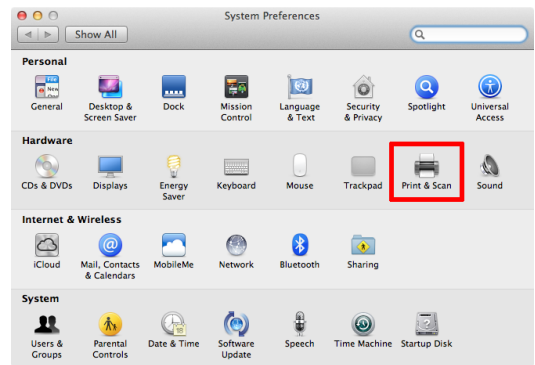 System Preferences
Show All
Personal
General
Desktop &
Screen Saver
Dock
Mission
Control
Language
& Text
Security
& Privacy
Spotlight
Universal
Access
Hardware
CDs & DVDs
Displays
Energy
Saver
Keyboard
Mouse
Trackpad
Print & Scan
Sound
Internet & Wireless
iCloud
Mail, Contacts
& Calendars
MobileMe
Network
Bluetooth
Sharing
System
Users &
Groups
Parental
Controls
Date & Time
Software
Update
Speech
Time Machine
Startup Disk